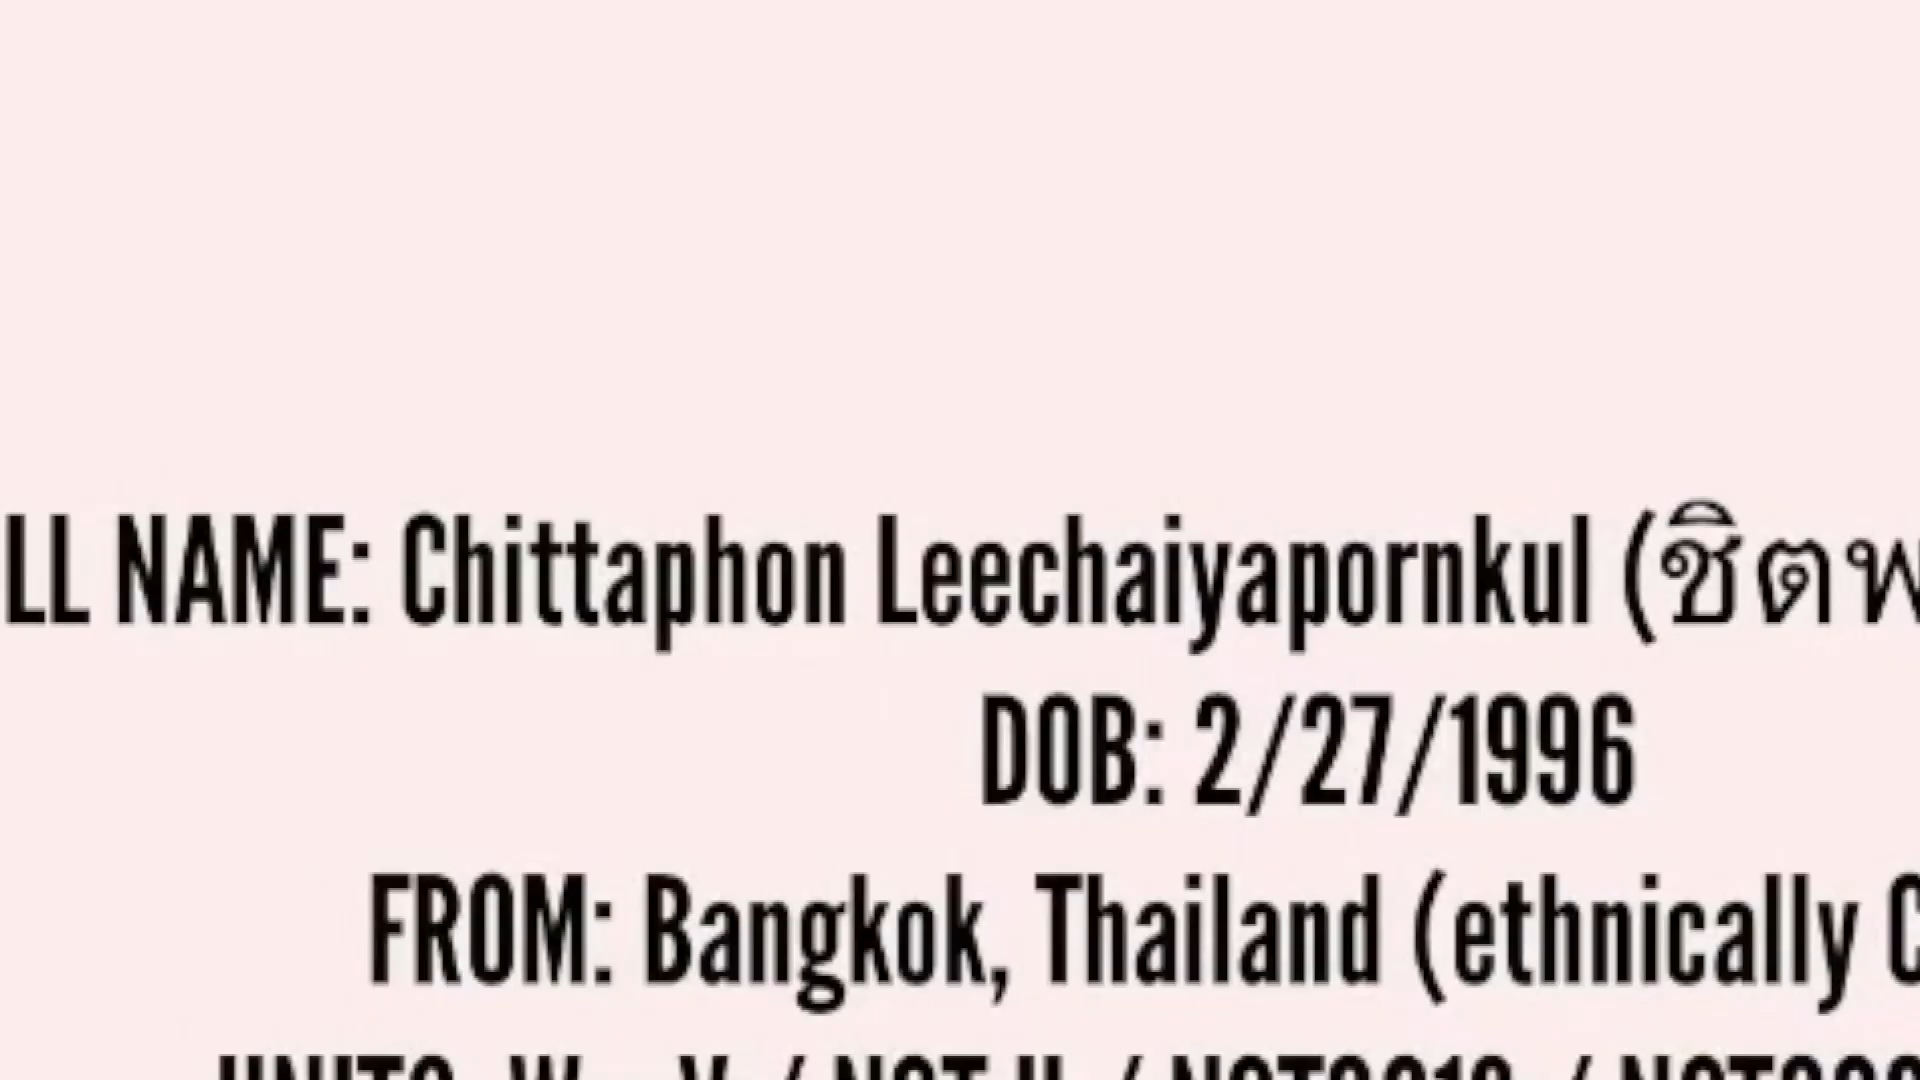 LL NAME: Chittaphon Leechaiyapornkul (ชิตพ
DOB: 2/27/1996
FROM: Bangkok, Thailand (ethnically C